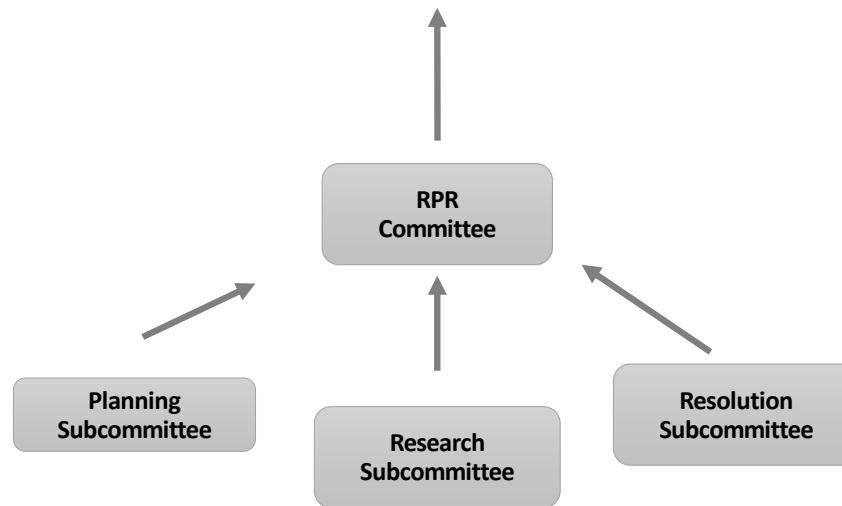 RPR
Committee
Planning
Subcommittee
Research
Subcommittee
Resolution
Subcommittee